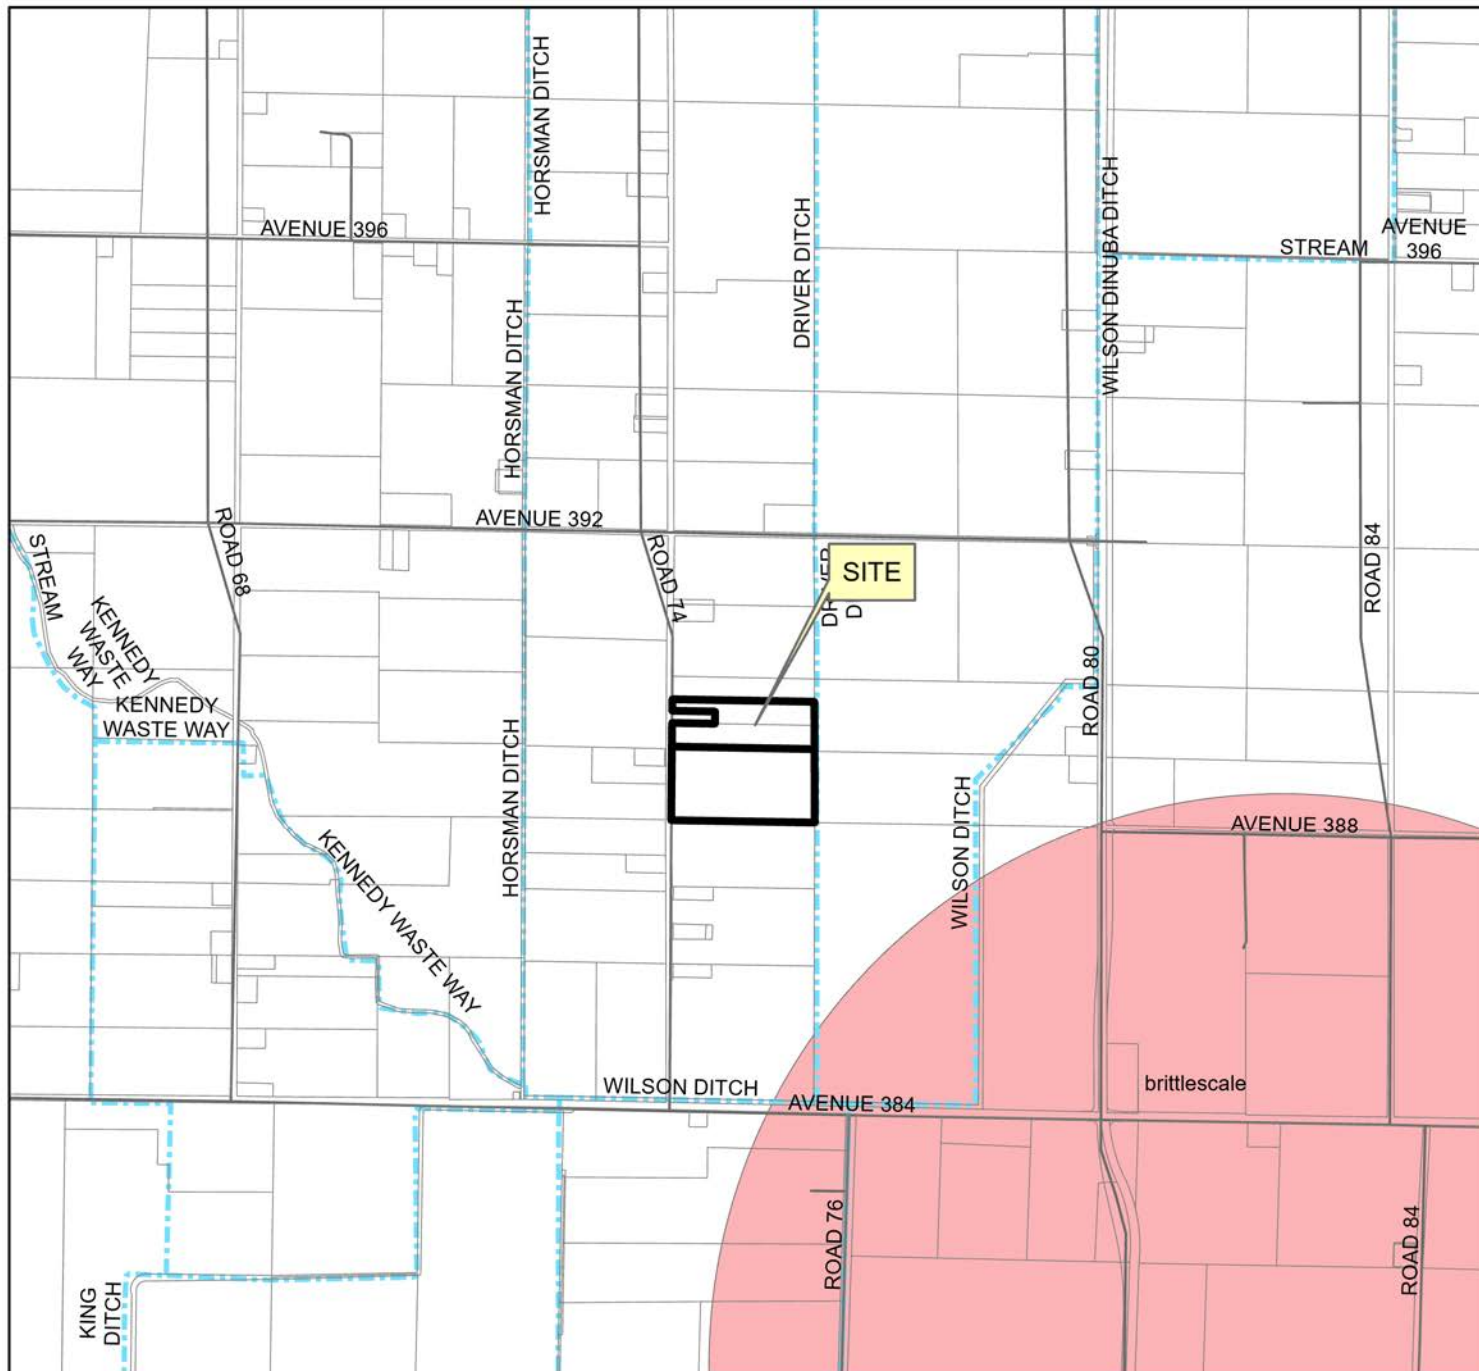 HORSMAN DITCH
WILSON DINUBA DITCH
DRIVER DITCH
AVENUE 396
AVENUE
396
STREAM
HORSMAN DITCH
AVENUE 392
ROAD 68
ROAD 74
ROAD 84
STREAM
SITE
KENNEDY
WASTE
WAY
KENNEDY
WASTE WAY
ROAD 80
HORSMAN DITCH
WILSON DITCH
AVENUE 388
KENNEDY WASTE WAY
brittlescale
WILSON DITCH
AVENUE 384
ROAD 76
ROAD 84
KING
DITCH